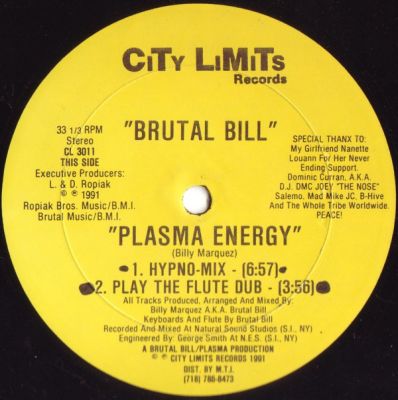 CiTy LiMiTs
Records
33 1/3 RPM
Stereo
CL 3011
THIS SIDE
Executive Producers:
L. & D. Ropiak
© ℗ 1991
Ropiak Bros. Music/B.M.I.
Brutal Music/B.M.I.
"BRUTAL BILL"
SPECIAL THANX TO:
My Girlfriend Nanette
Louann For Her Never
Ending Support.
Dominic Curran, A.K.A.
D.J. DMC JOEY "THE NOSE"
Salemo, Mad Mike JC, B-Hive
And The Whole Tribe Worldwide.
PEACE!
"PLASMA ENERGY"
(Billy Marquez)
1. HYPNO-MIX - (6:57)
2. PLAY THE FLUTE DUB - (3:56)
All Tracks Produced, Arranged And Mixed By:
Billy Marquez A.K.A. Brutal Bill
Keyboards And Flute By Brutal Bill
Recorded And Mixed At Natural Sound Studios (S.I., NY)
Engineered By: George Smith At N.E.S. (S.I., NY)
A BRUTAL BILL/PLASMA PRODUCTION
© ℗ CITY LIMITS RECORDS 1991
DIST. BY M.T.I.
(718) 788-8473